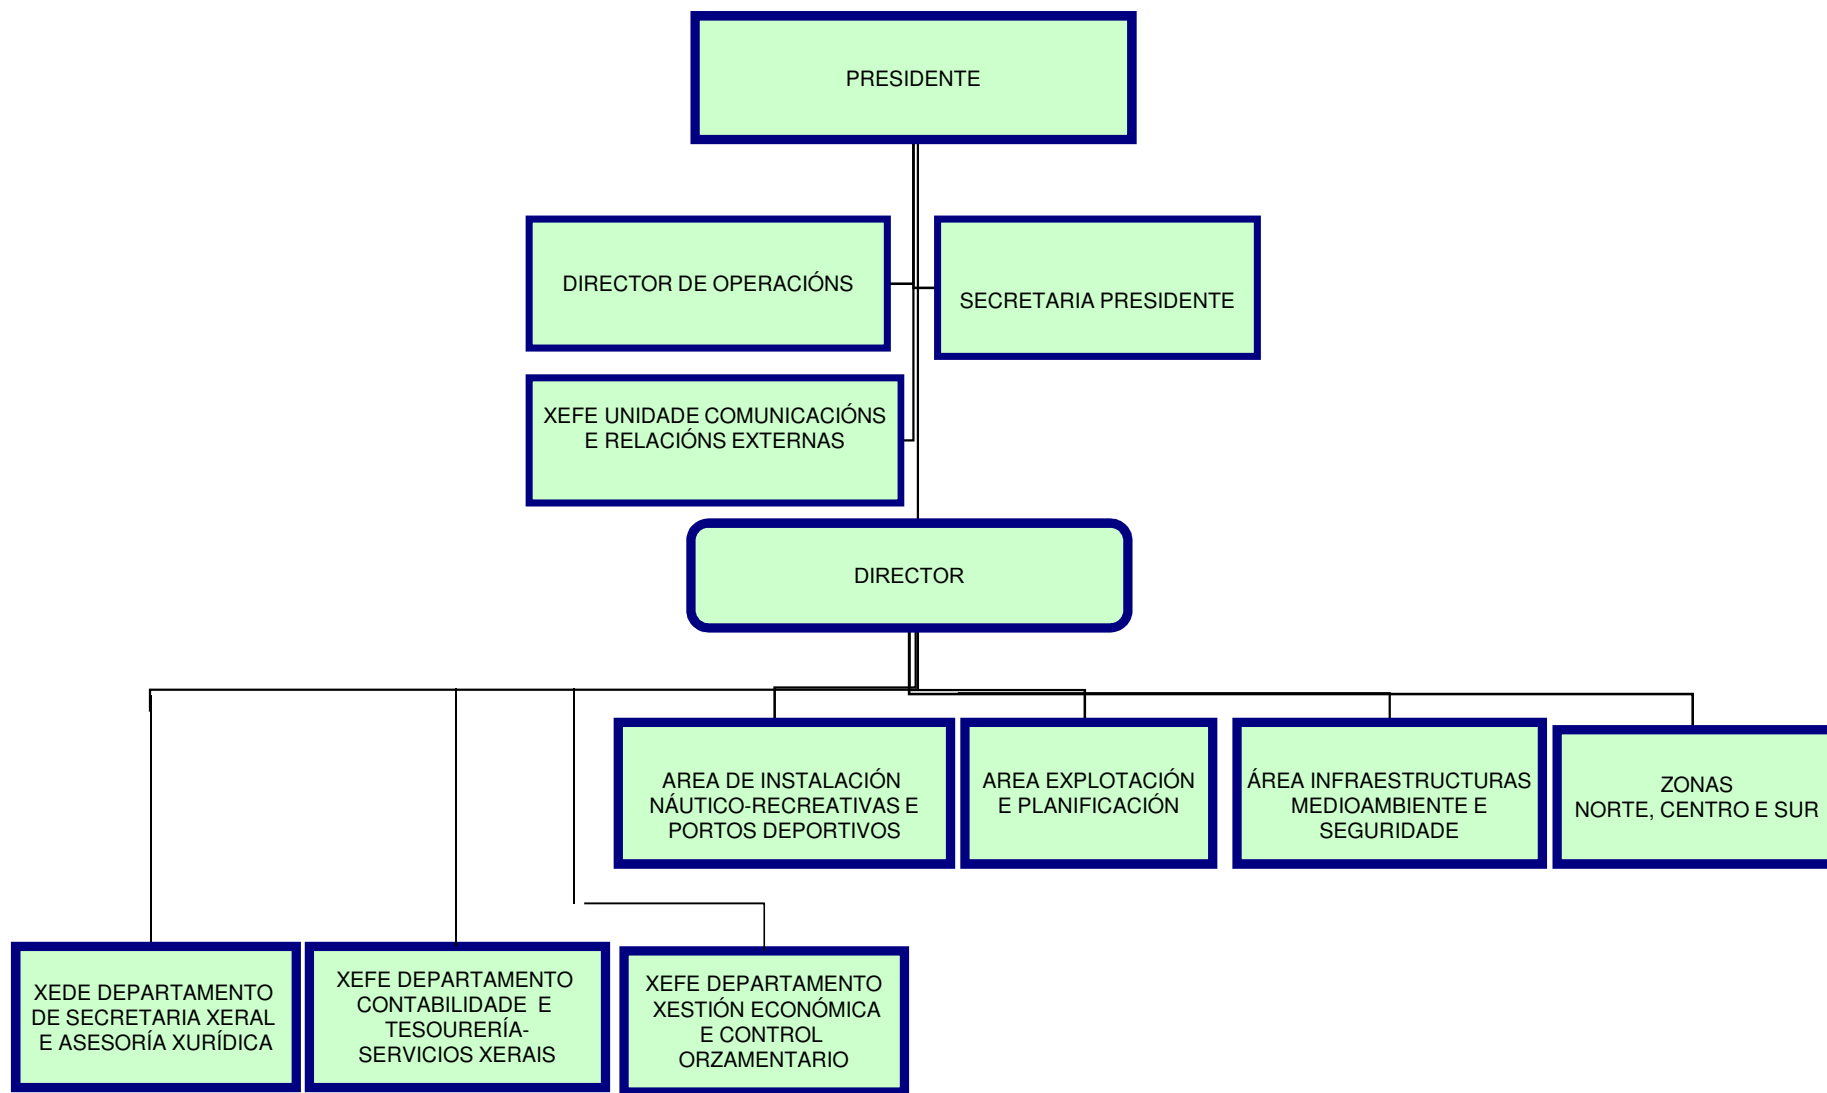 PRESIDENTE
DIRECTOR DE OPERACIÓNS
SECRETARIA PRESIDENTE
XEFE UNIDADE COMUNICACIÓNS
E RELACIÓNS EXTERNAS
DIRECTOR
AREA DE INSTALACIÓN
NÁUTICO-RECREATIVAS E
PORTOS DEPORTIVOS
AREA EXPLOTACIÓN
E PLANIFICACIÓN
ÁREA INFRAESTRUCTURAS
MEDIOAMBIENTE E
SEGURIDADE
ZONAS
NORTE, CENTRO E SUR
XEDE DEPARTAMENTO
DE SECRETARIA XERAL
E ASESORÍA XURÍDICA
XEFE DEPARTAMENTO
CONTABILIDADE E
TESOURERÍA-
SERVICIOS XERAIS
XEFE DEPARTAMENTO
XESTIÓN ECONÓMICA
E CONTROL
ORZAMENTARIO